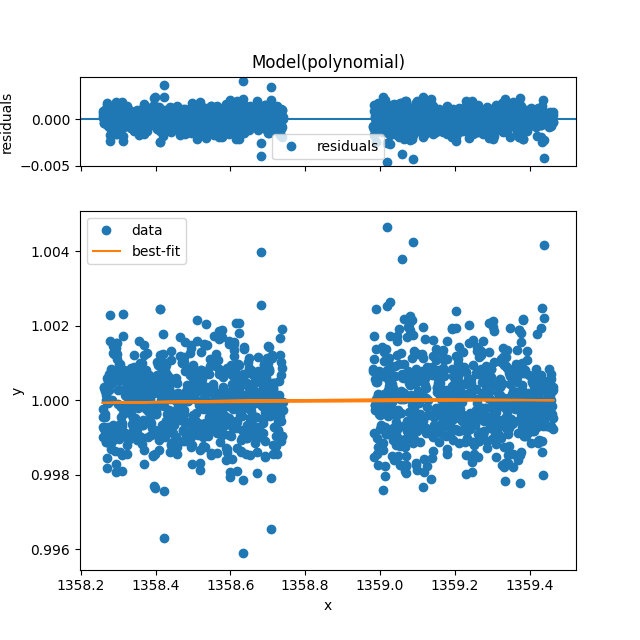 Model(polynomial)
residuals
0.000
−0.005
residuals
data
best-fit
y
1.004
1.002
1.000
0.998
0.996
1358.2 1358.4 1358.6 1358.8 1359.0 1359.2 1359.4
x